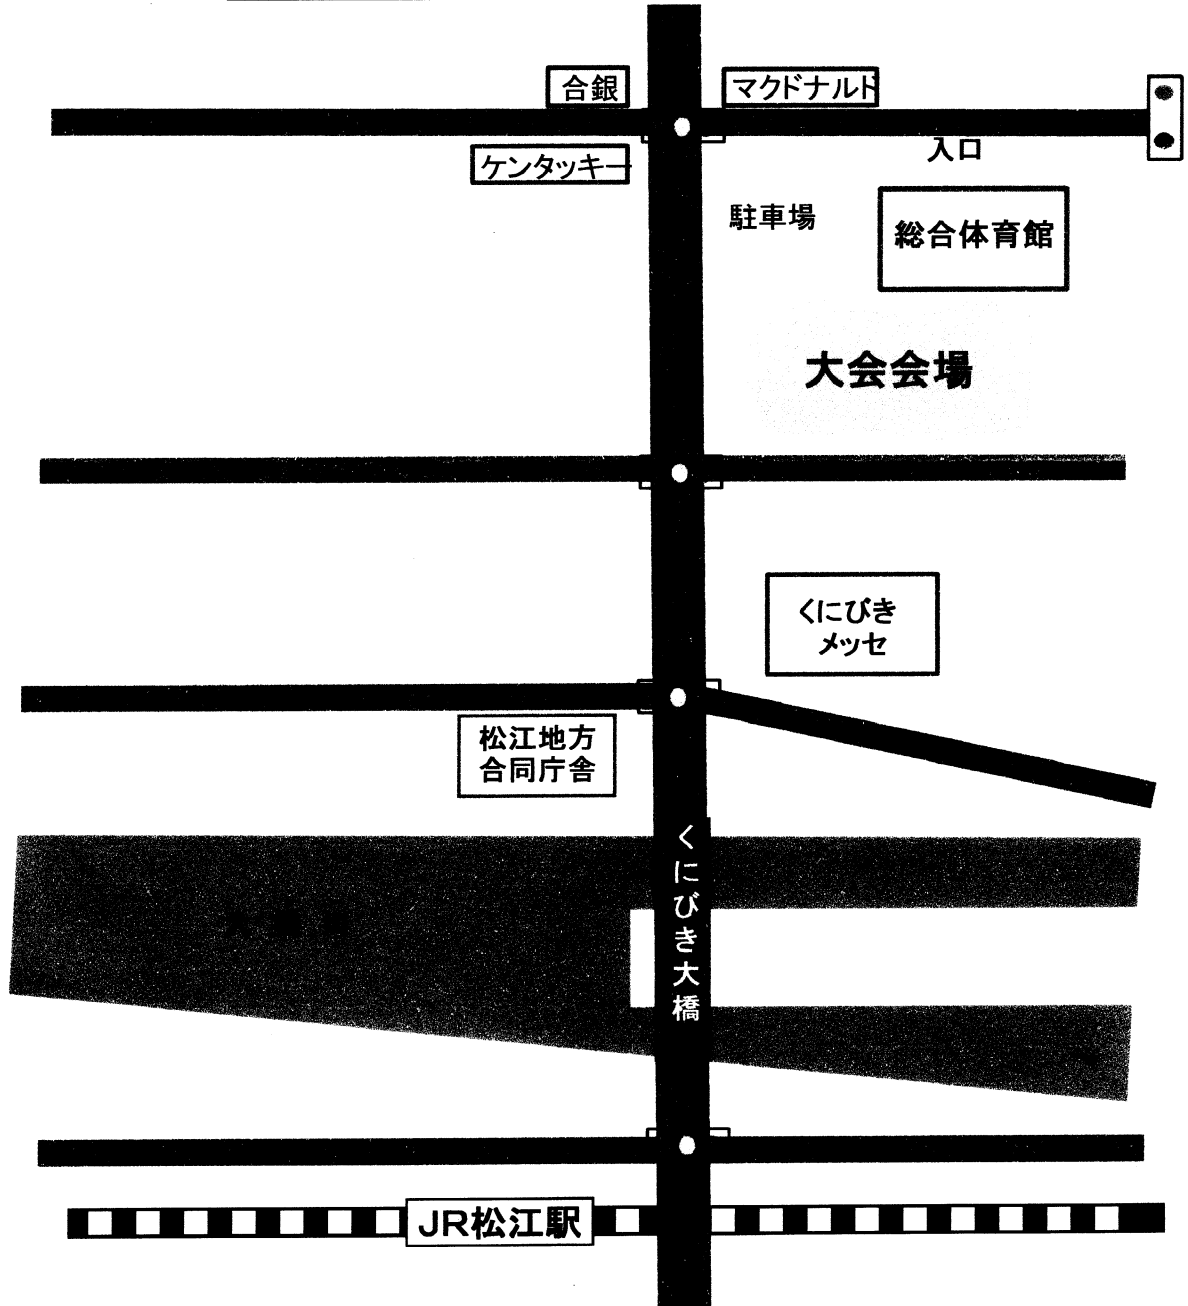 合銀
マクドナルド
ケンタッキー
入口
駐車場
総合体育館
大会会場
くにびき
メッセ
松江地方
合同庁舎
くにびき大橋
JR松江駅